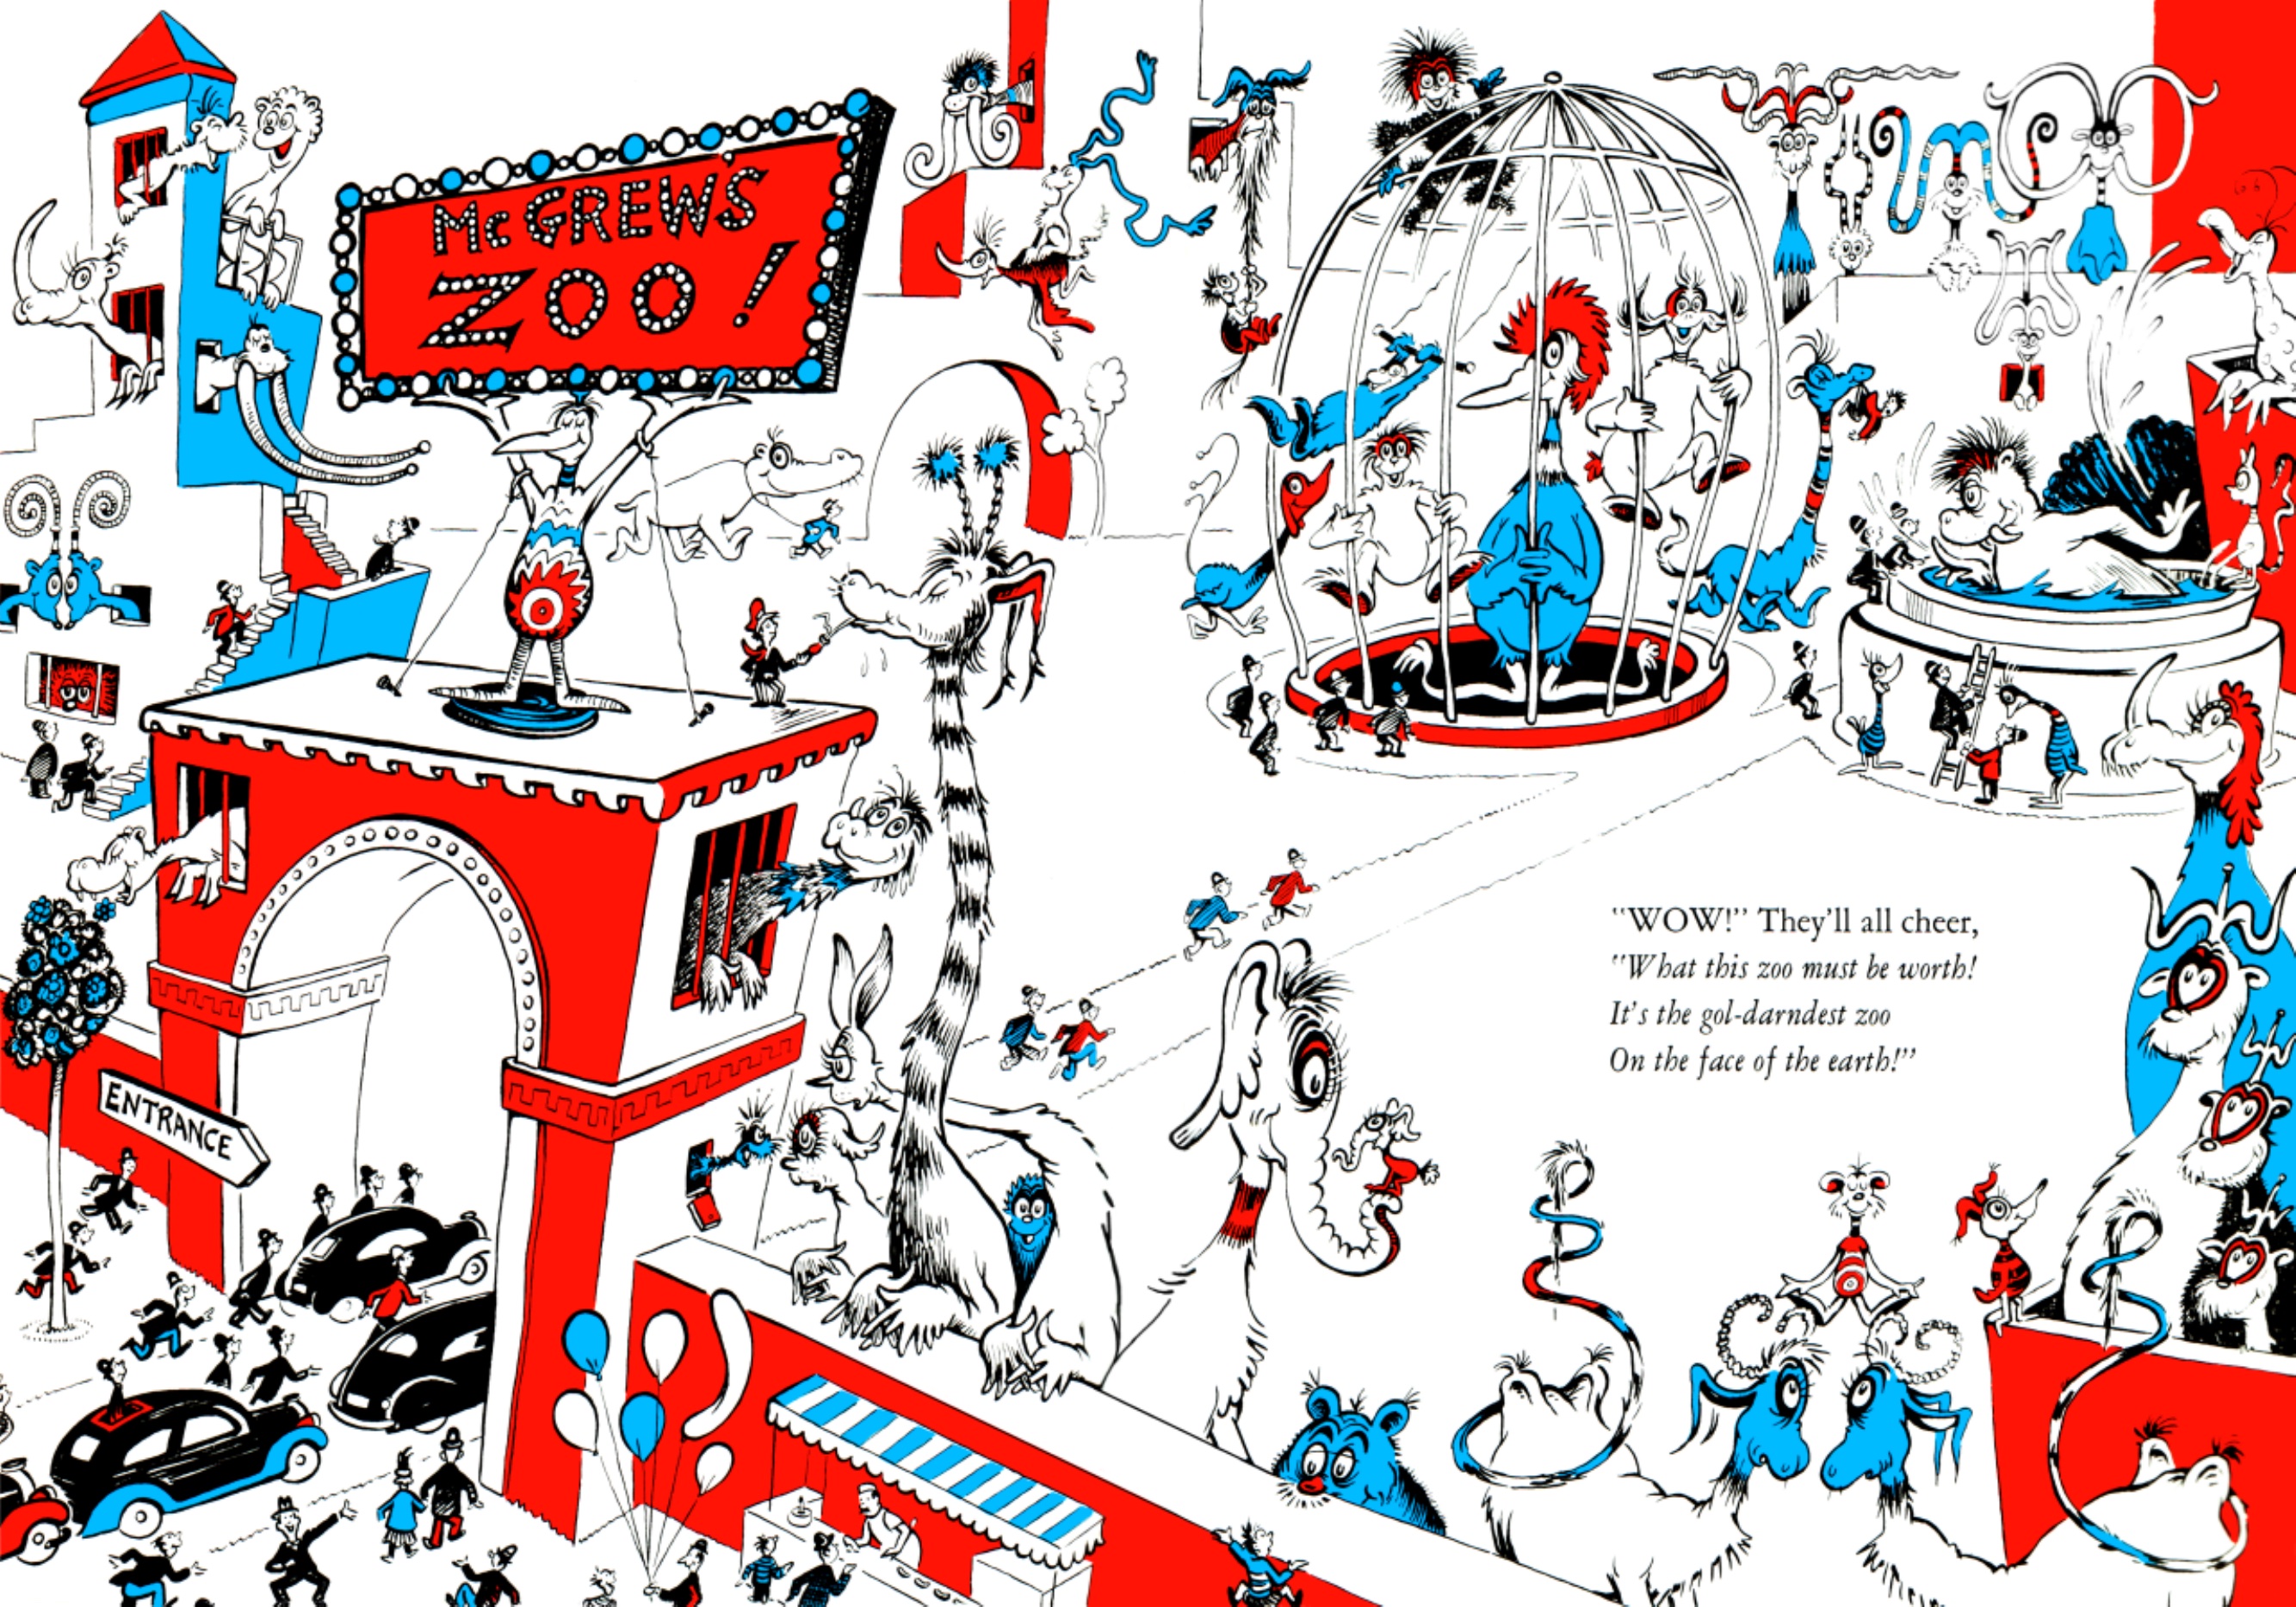 McGREW'S
ZOO!
ENTRANCE
"WOW!" They'll all cheer,
"What this zoo must be worth!
It's the gol-darndest zoo
On the face of the earth!"